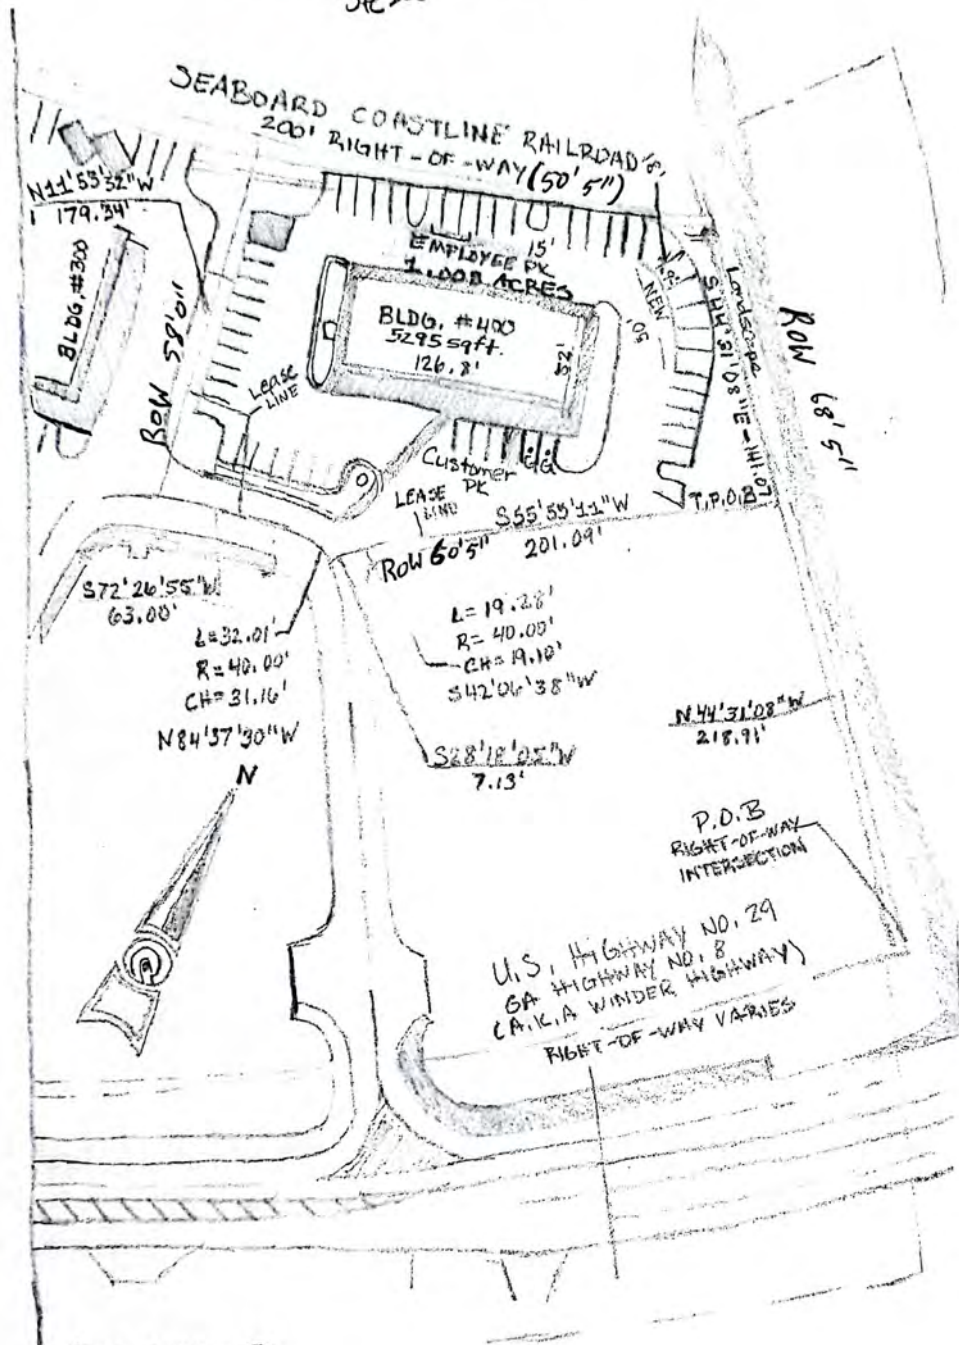 SEABOARD COASTLINE RAILROAD'S,
200' RIGHT-OF-WAY (50' 5")
N11'53'32"W
179.34'
BLDG. #300
ROW 58'0"
EMPLOYEE PK
15'
1.008 ACRES
BLDG. #400
5295 sqft.
126.8'
52'
50'
NEW
Landscape
S44'31'08"E-141.07
ROW 68'5"
Lease
LINE
Customer
PK
LEASE
LINE
S55'55'11"W
201.09'
T.P.O.B
ROW 60'5"
S72'26'55"W
63.00'
L=32.01'
R=40.00'
CH=31.16'
N84'37'30"W
L=19.28'
R=40.00'
CH=19.10'
S42'06'38"W
S28'18'05"W
7.13'
N44'31'08"W
218.91'
N
P.O.B
RIGHT-OF-WAY
INTERSECTION
U.S. HIGHWAY NO. 29
GA HIGHWAY NO. 8
(A.K.A WINDER HIGHWAY)
RIGHT-OF-WAY VARIES